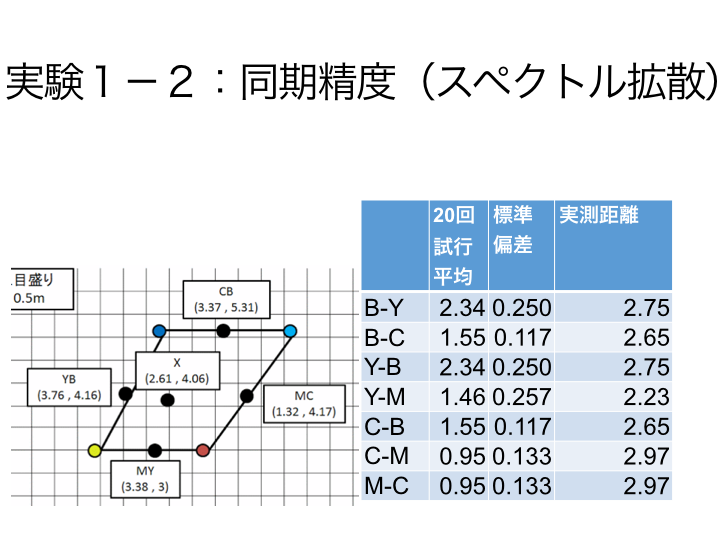 実験１－２：同期精度（スペクトル拡散）
目盛り
0.5m
CB
(3.37 , 5.31)
X
(2.61 , 4.06)
YB
(3.76 , 4.16)
MC
(1.32 , 4.17)
MY
(3.38 , 3)
20回試行平均 標準偏差 実測距離
B-Y 2.34 0.250 2.75
B-C 1.55 0.117 2.65
Y-B 2.34 0.250 2.75
Y-M 1.46 0.257 2.23
C-B 1.55 0.117 2.65
C-M 0.95 0.133 2.97
M-C 0.95 0.133 2.97